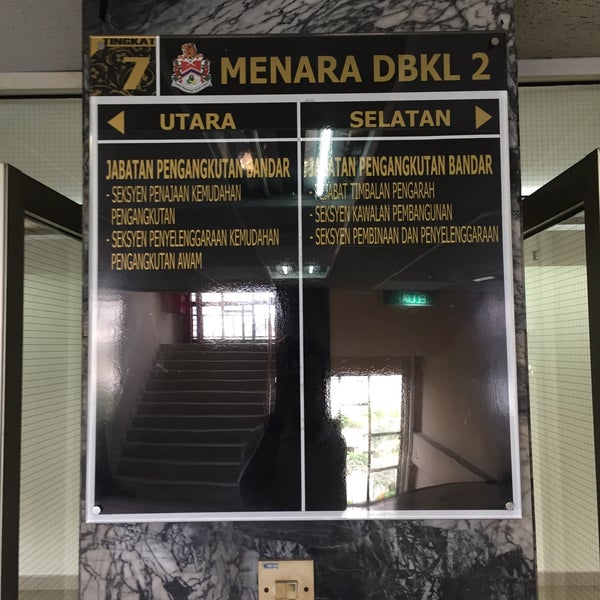 TINGKAT
7
MENARA DBKL 2
UTARA
JABATAN PENGANGKUTAN BANDAR
- SEKSYEN PENAJAAN KEMUDAHAN
PENGANGKUTAN
- SEKSYEN PENYELENGGARAAN KEMUDAHAN
PENGANGKUTAN AWAM
SELATAN
JABATAN PENGANGKUTAN BANDAR
- PEJABAT TIMBALAN PENGARAH
- SEKSYEN KAWALAN PEMBANGUNAN
- SEKSYEN PEMBINAAN DAN PENYELENGGARAAN